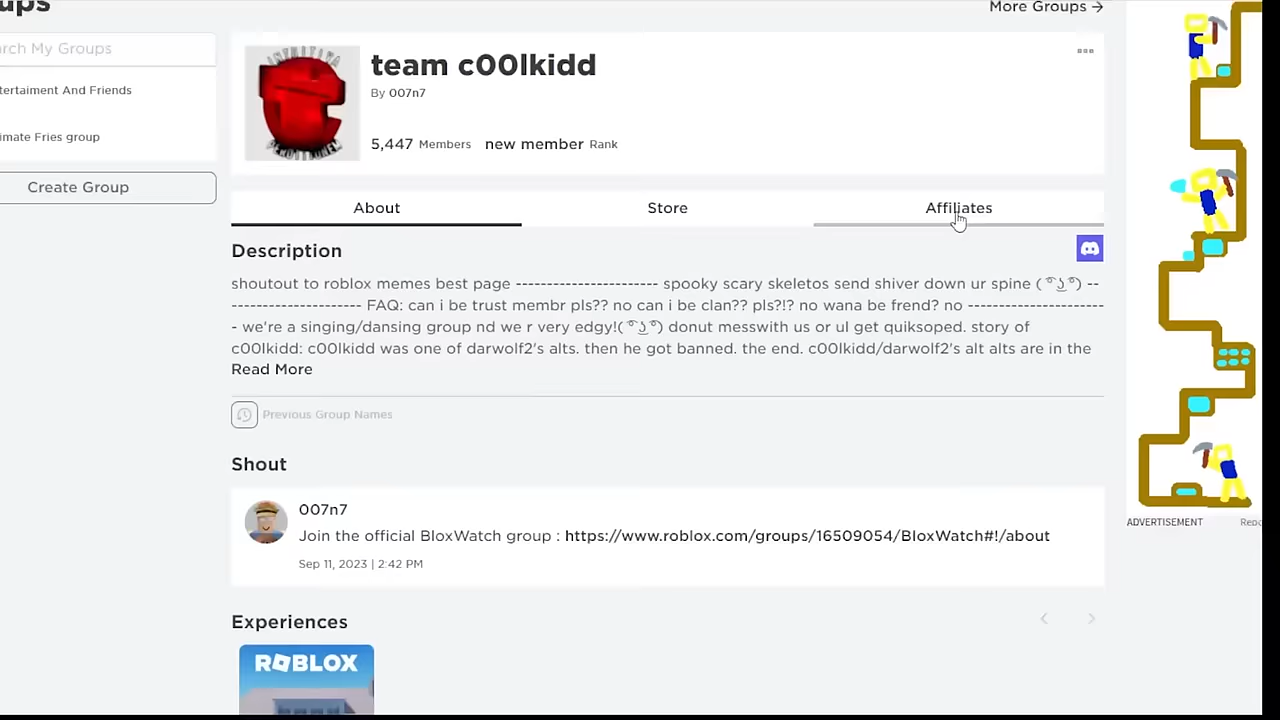 ups
More Groups →
rch My Groups
team c00lkidd
By 007n7
tertaiment And Friends
5,447 Members new member Rank
imate Fries group
Create Group
About
Store
Affiliates
Description
shoutout to roblox memes best page ---------------------- spooky scary skeletos send shiver down ur spine ( ͡° ͜ʖ ͡°) --
-------------------- FAQ: can i be trust membr pls?? no can i be clan?? pls?!? no wana be frend? no ---------------------
- we're a singing/dansing group nd we r very edgy!( ͡° ͜ʖ ͡°) donut messwith us or ul get quiksoped. story of
c00lkidd: c00lkidd was one of darwolf2's alts. then he got banned. the end. c00lkidd/darwolf2's alt alts are in the
Read More
Previous Group Names
Shout
007n7
Join the official BloxWatch group : https://www.roblox.com/groups/16509054/BloxWatch#!/about
Sep 11, 2023 | 2:42 PM
ADVERTISEMENT
Repo
Experiences
ROBLOX